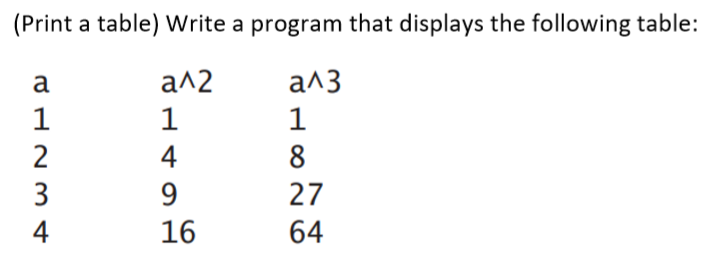 (Print a table) Write a program that displays the following table:
a a^2 a^3
1 1 1
2 4 8
3 9 27
4 16 64